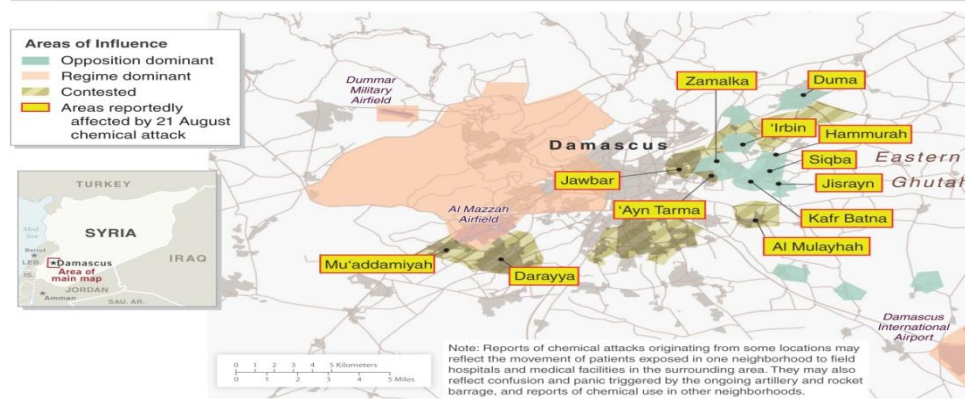 Areas of Influence
Opposition dominant
Regime dominant
Contested
Areas reportedly
affected by 21 August
chemical attack
TURKEY
Med.
Sea
SYRIA
Beirut
LEB.
Damascus
Area of
main map
IRAQ
IS.
JORDAN
Amman
SAU. AR.
Dummar
Military
Airfield
Damascus
Al Mazzah
Airfield
Zamalka
Duma
'Irbin
Hammurah
Siqba
Eastern
Ghutah
Jisrayn
Jawbar
'Ayn Tarma
Kafr Batna
Al Mulayhah
Mu'addamiyah
Darayya
Damascus
International
Airport
0 1 2 3 4 5 Kilometers
0 1 2 3 4 5 Miles
Note: Reports of chemical attacks originating from some locations may
reflect the movement of patients exposed in one neighborhood to field
hospitals and medical facilities in the surrounding area. They may also
reflect confusion and panic triggered by the ongoing artillery and rocket
barrage, and reports of chemical use in other neighborhoods.